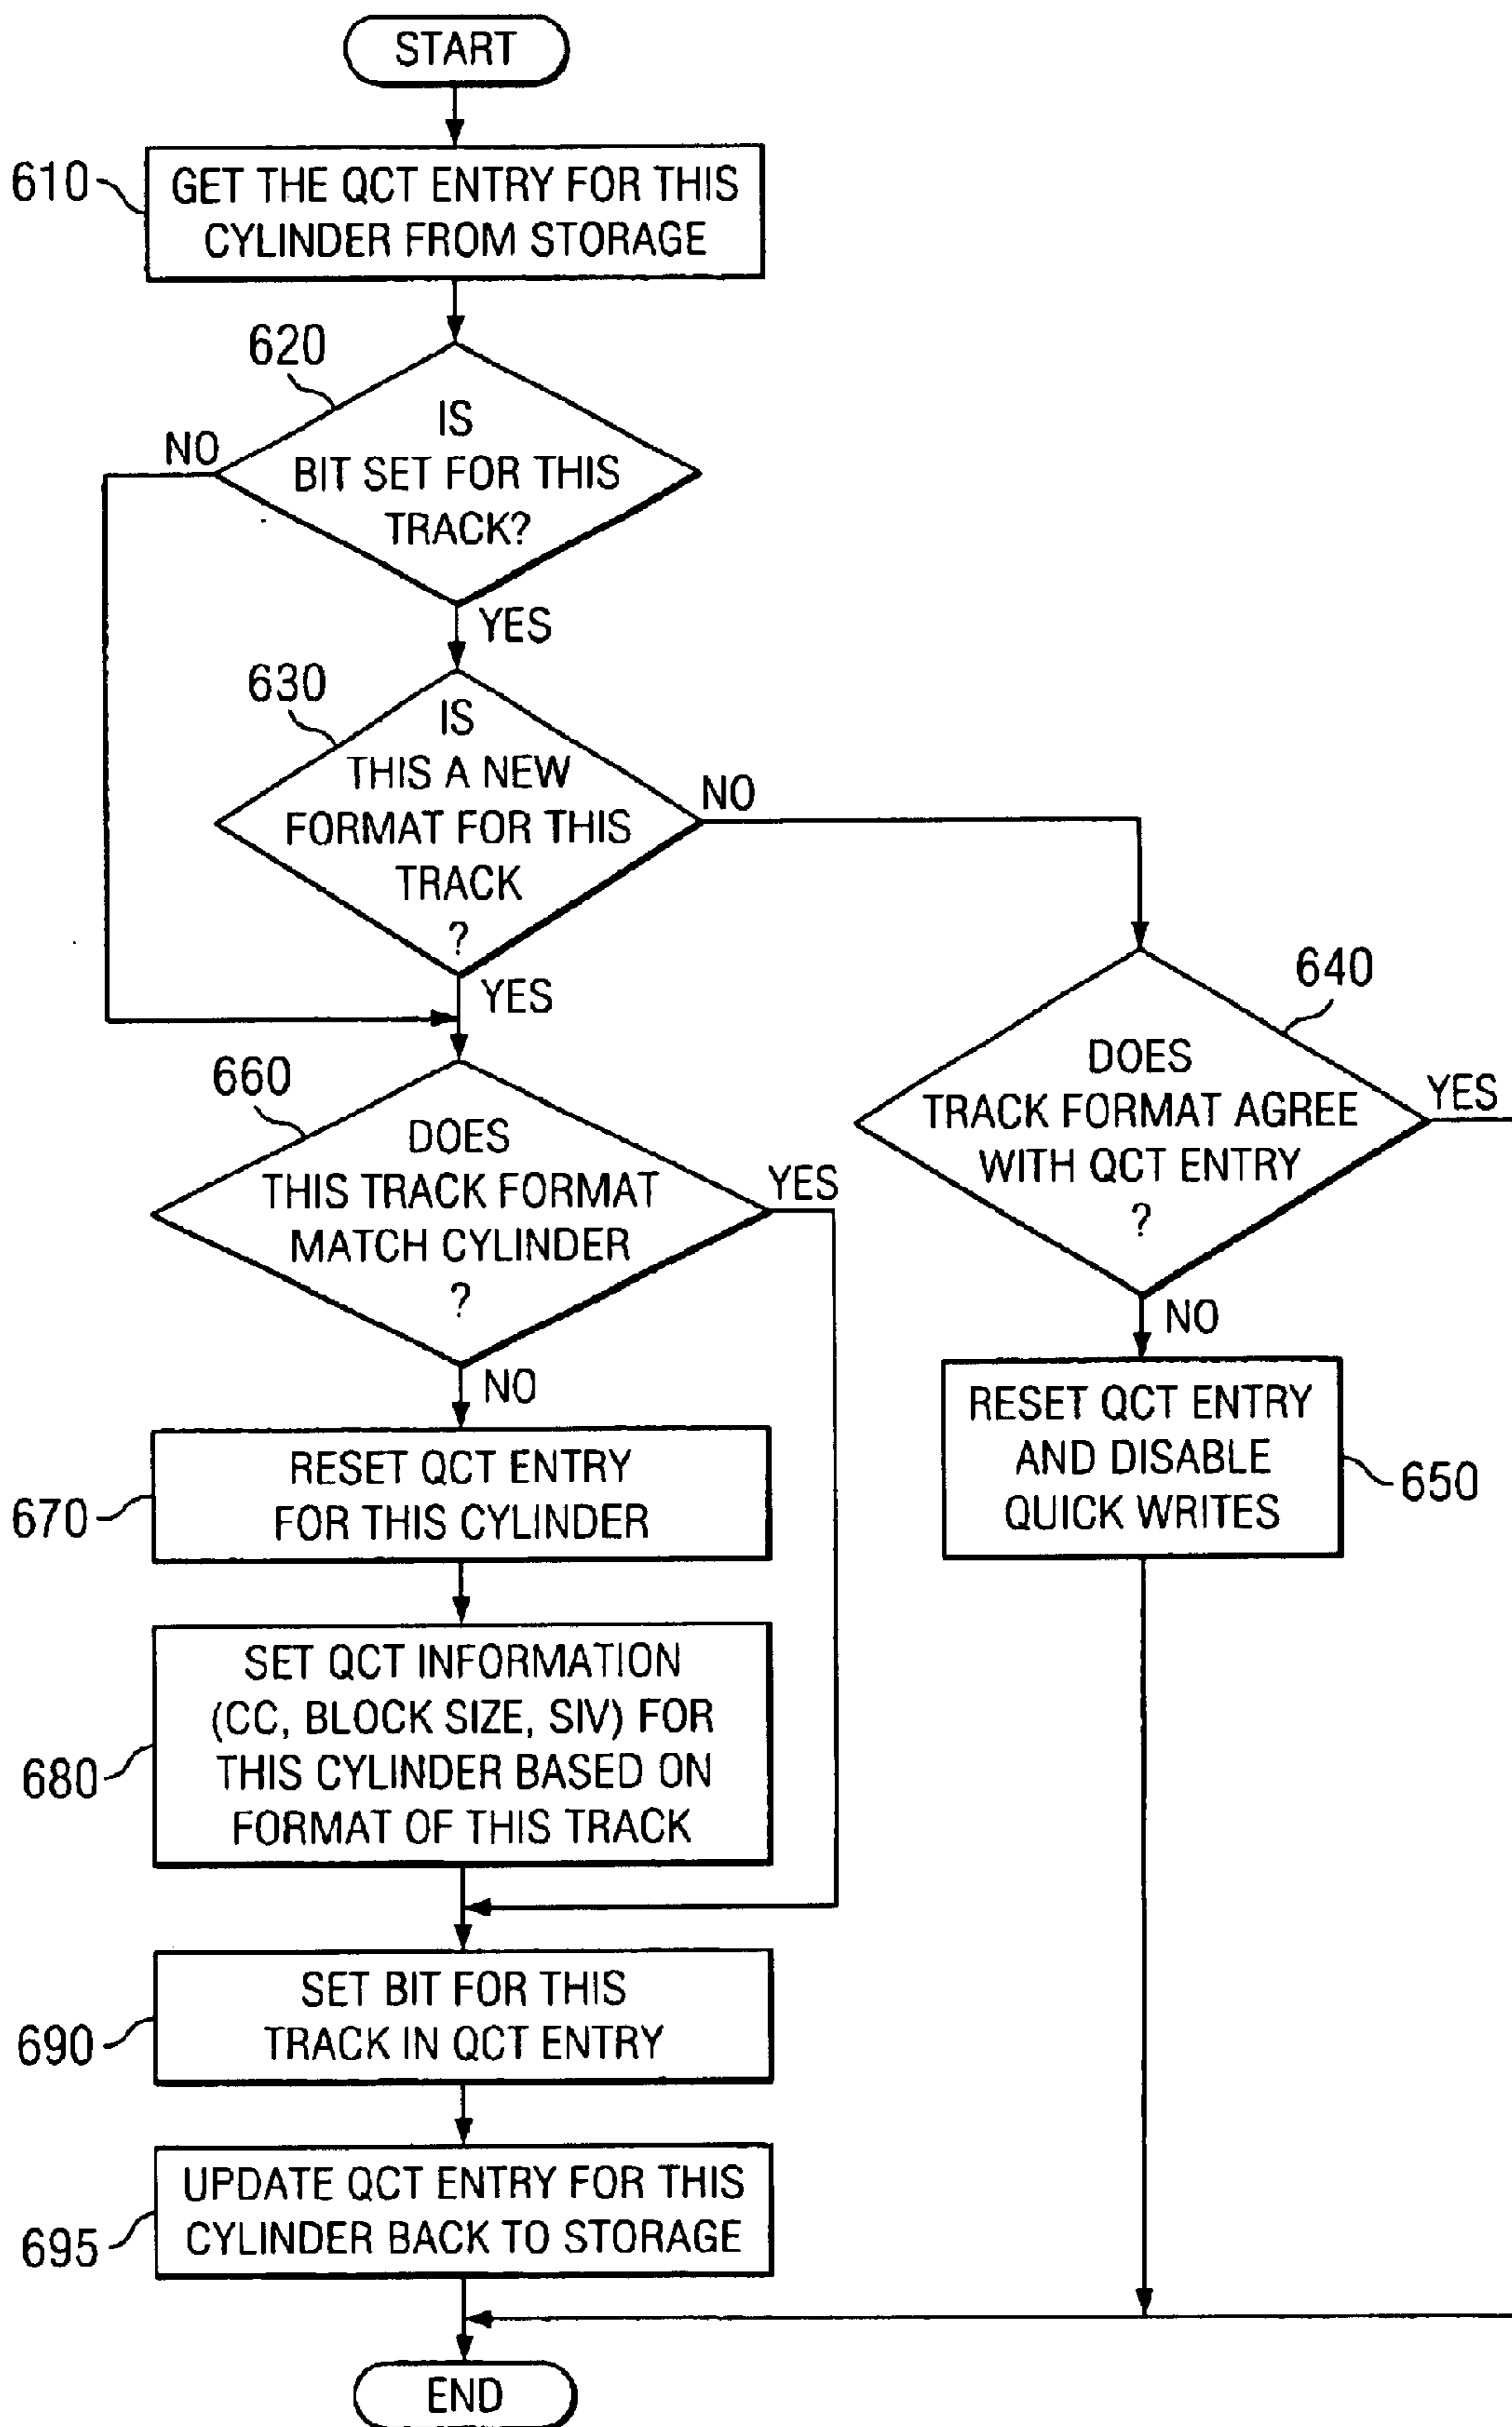 START
610
GET THE QCT ENTRY FOR THIS
CYLINDER FROM STORAGE
620
NO
IS
BIT SET FOR THIS
TRACK?
YES
630
IS
THIS A NEW
FORMAT FOR THIS
TRACK
?
NO
YES
640
DOES
TRACK FORMAT AGREE
WITH QCT ENTRY
?
YES
NO
RESET QCT ENTRY
AND DISABLE
QUICK WRITES
650
660
DOES
THIS TRACK FORMAT
MATCH CYLINDER
?
YES
NO
670
RESET QCT ENTRY
FOR THIS CYLINDER
680
SET QCT INFORMATION
(CC, BLOCK SIZE, SIV) FOR
THIS CYLINDER BASED ON
FORMAT OF THIS TRACK
690
SET BIT FOR THIS
TRACK IN QCT ENTRY
695
UPDATE QCT ENTRY FOR THIS
CYLINDER BACK TO STORAGE
END